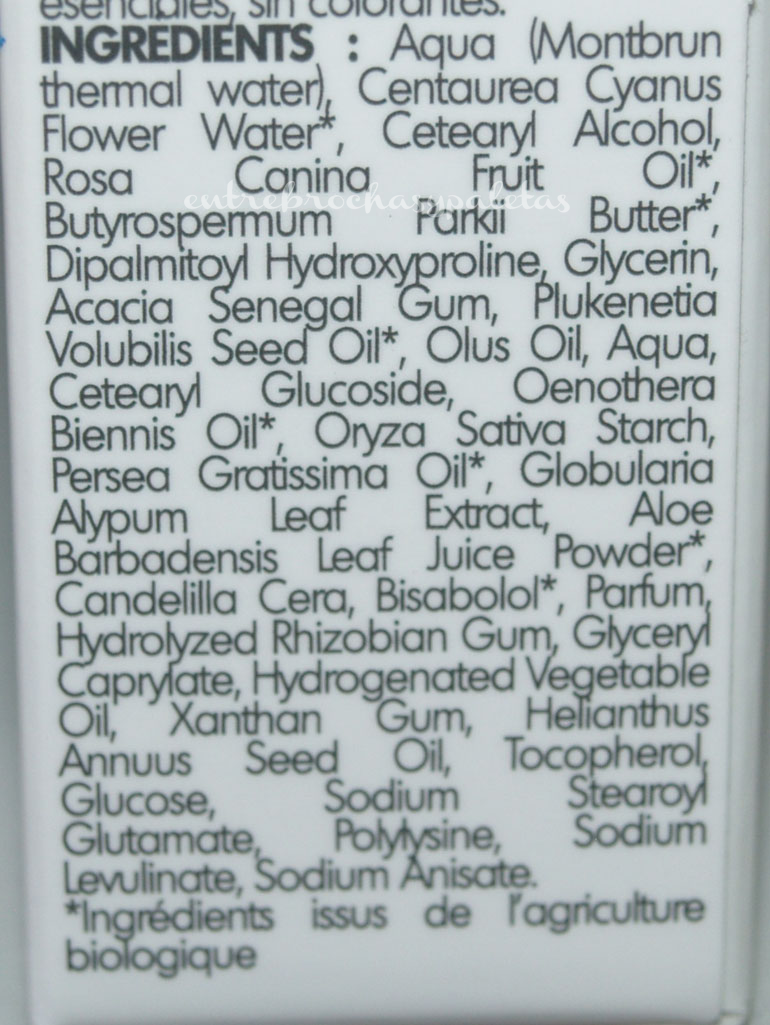 esenciales, sin colorantes.
INGREDIENTS : Aqua (Montbrun
thermal water), Centaurea Cyanus
Flower Water*, Cetearyl Alcohol,
Rosa Canina Fruit Oil*,
entrebrochasypaletas
Butyrospermum Parkii Butter*,
Dipalmitoyl Hydroxyproline, Glycerin,
Acacia Senegal Gum, Plukenetia
Volubilis Seed Oil*, Olus Oil, Aqua,
Cetearyl Glucoside, Oenothera
Biennis Oil*, Oryza Sativa Starch,
Persea Gratissima Oil*, Globularia
Alypum Leaf Extract, Aloe
Barbadensis Leaf Juice Powder*,
Candelilla Cera, Bisabolol*, Parfum,
Hydrolyzed Rhizobian Gum, Glyceryl
Caprylate, Hydrogenated Vegetable
Oil, Xanthan Gum, Helianthus
Annuus Seed Oil, Tocopherol,
Glucose, Sodium Stearoyl
Glutamate, Polylysine, Sodium
Levulinate, Sodium Anisate.
*Ingrédients issus de l'agriculture
biologique